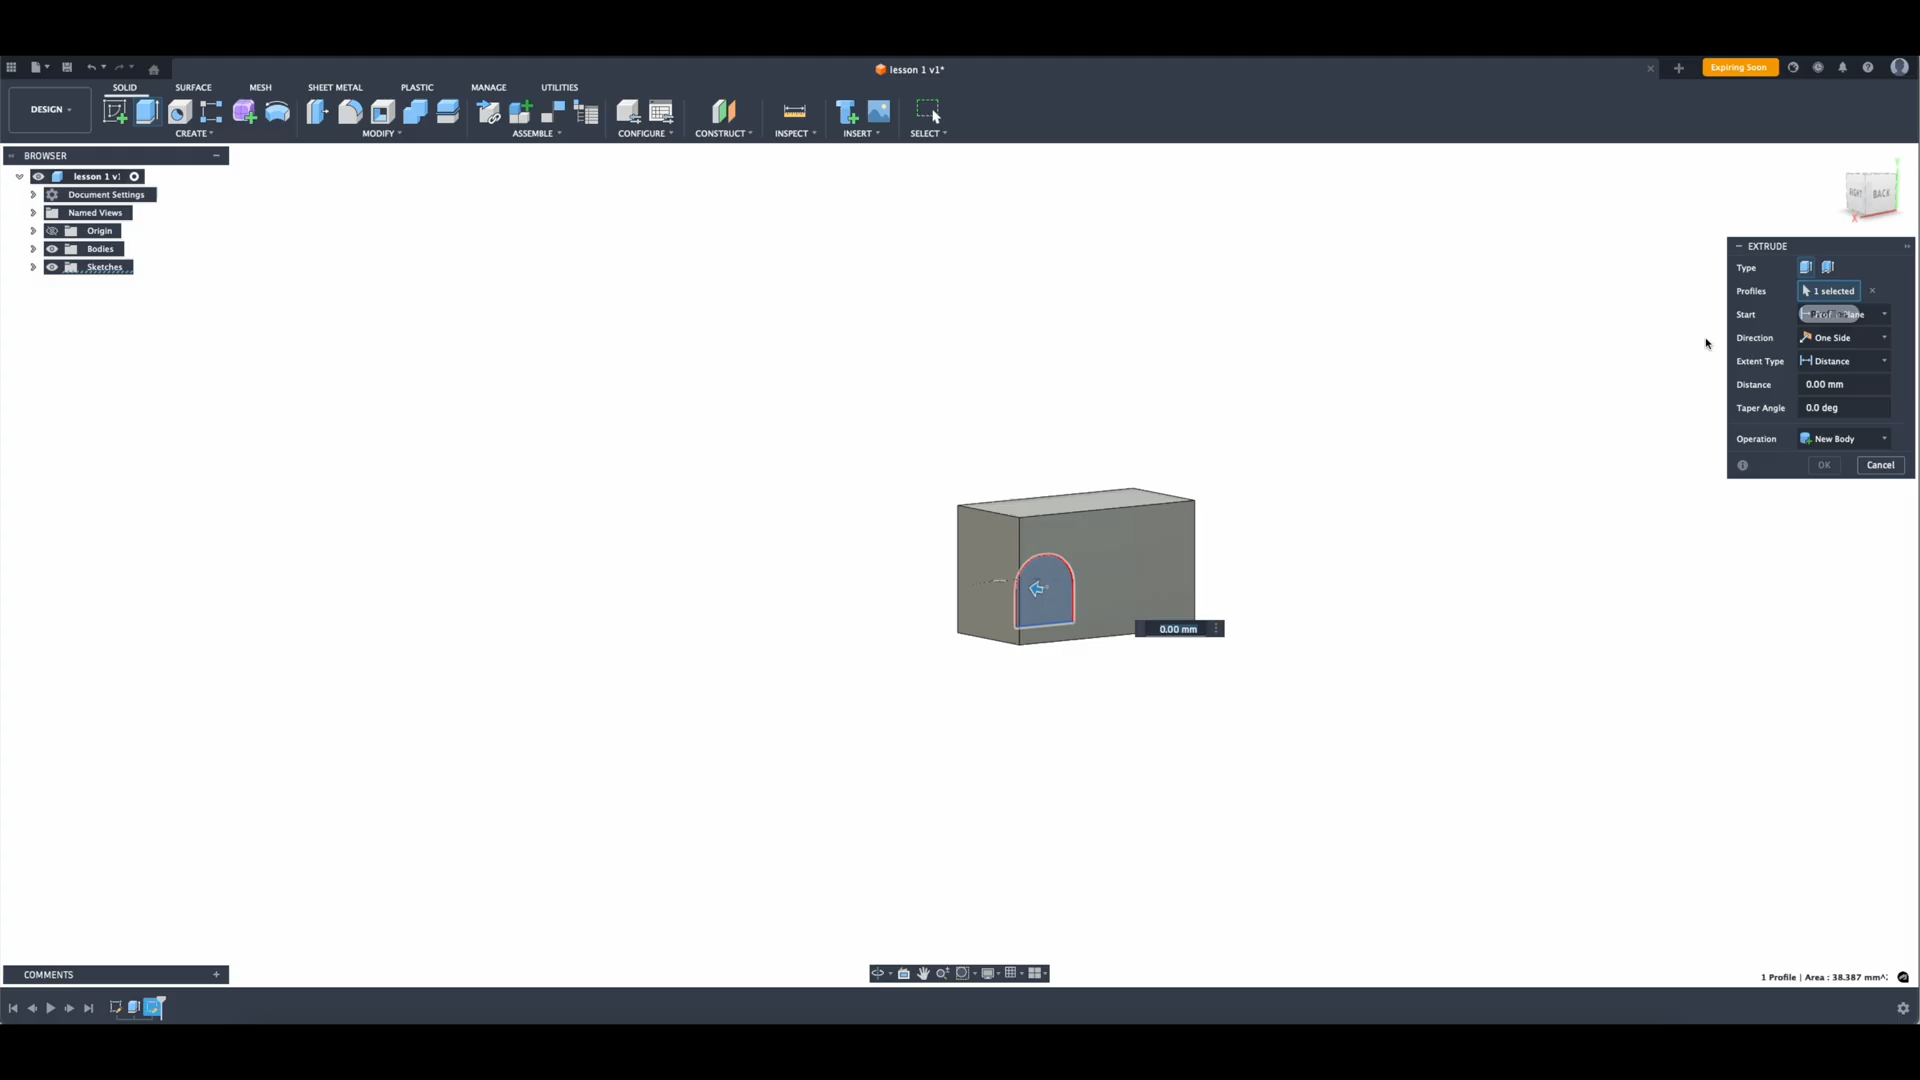 lesson 1 v1*
Expiring Soon
SOLID
SURFACE
MESH
SHEET METAL
PLASTIC
MANAGE
UTILITIES
DESIGN
CREATE
MODIFY
ASSEMBLE
CONFIGURE
CONSTRUCT
INSPECT
INSERT
SELECT
BROWSER
lesson 1 v1
Document Settings
Named Views
Origin
Bodies
Sketches
RIGHT
BACK
X
EXTRUDE
Type
Profiles 1 selected
Start
Direction One Side
Extent Type Distance
Distance 0.00 mm
Taper Angle 0.0 deg
Operation New Body
OK Cancel
0.00 mm
COMMENTS
1 Profile | Area : 38.387 mm^